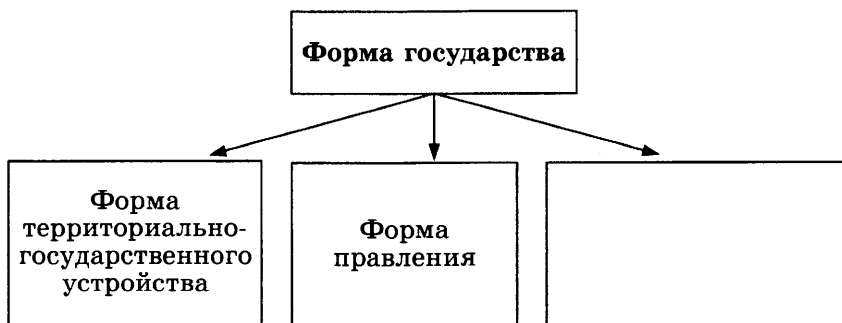 Форма государства
Форма
территориально-
государственного
устройства
Форма
правления